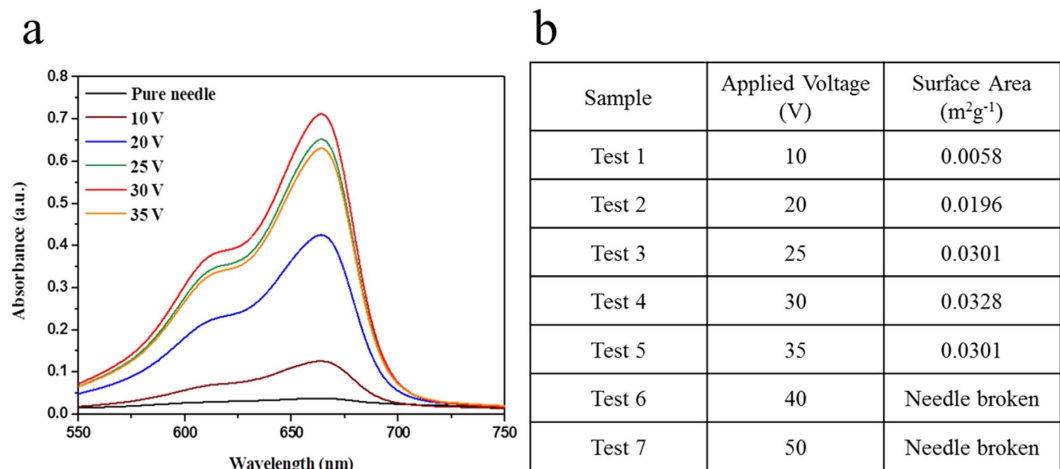 a
0.8
0.7
0.6
0.5
0.4
0.3
0.2
0.1
0.0
Absorbance (a.u.)
Pure needle
10 V
20 V
25 V
30 V
35 V
550 600 650 700 750
Wavelength (nm)
b
Sample Applied Voltage (V) Surface Area (m²g⁻¹)
Test 1 10 0.0058
Test 2 20 0.0196
Test 3 25 0.0301
Test 4 30 0.0328
Test 5 35 0.0301
Test 6 40 Needle broken
Test 7 50 Needle broken